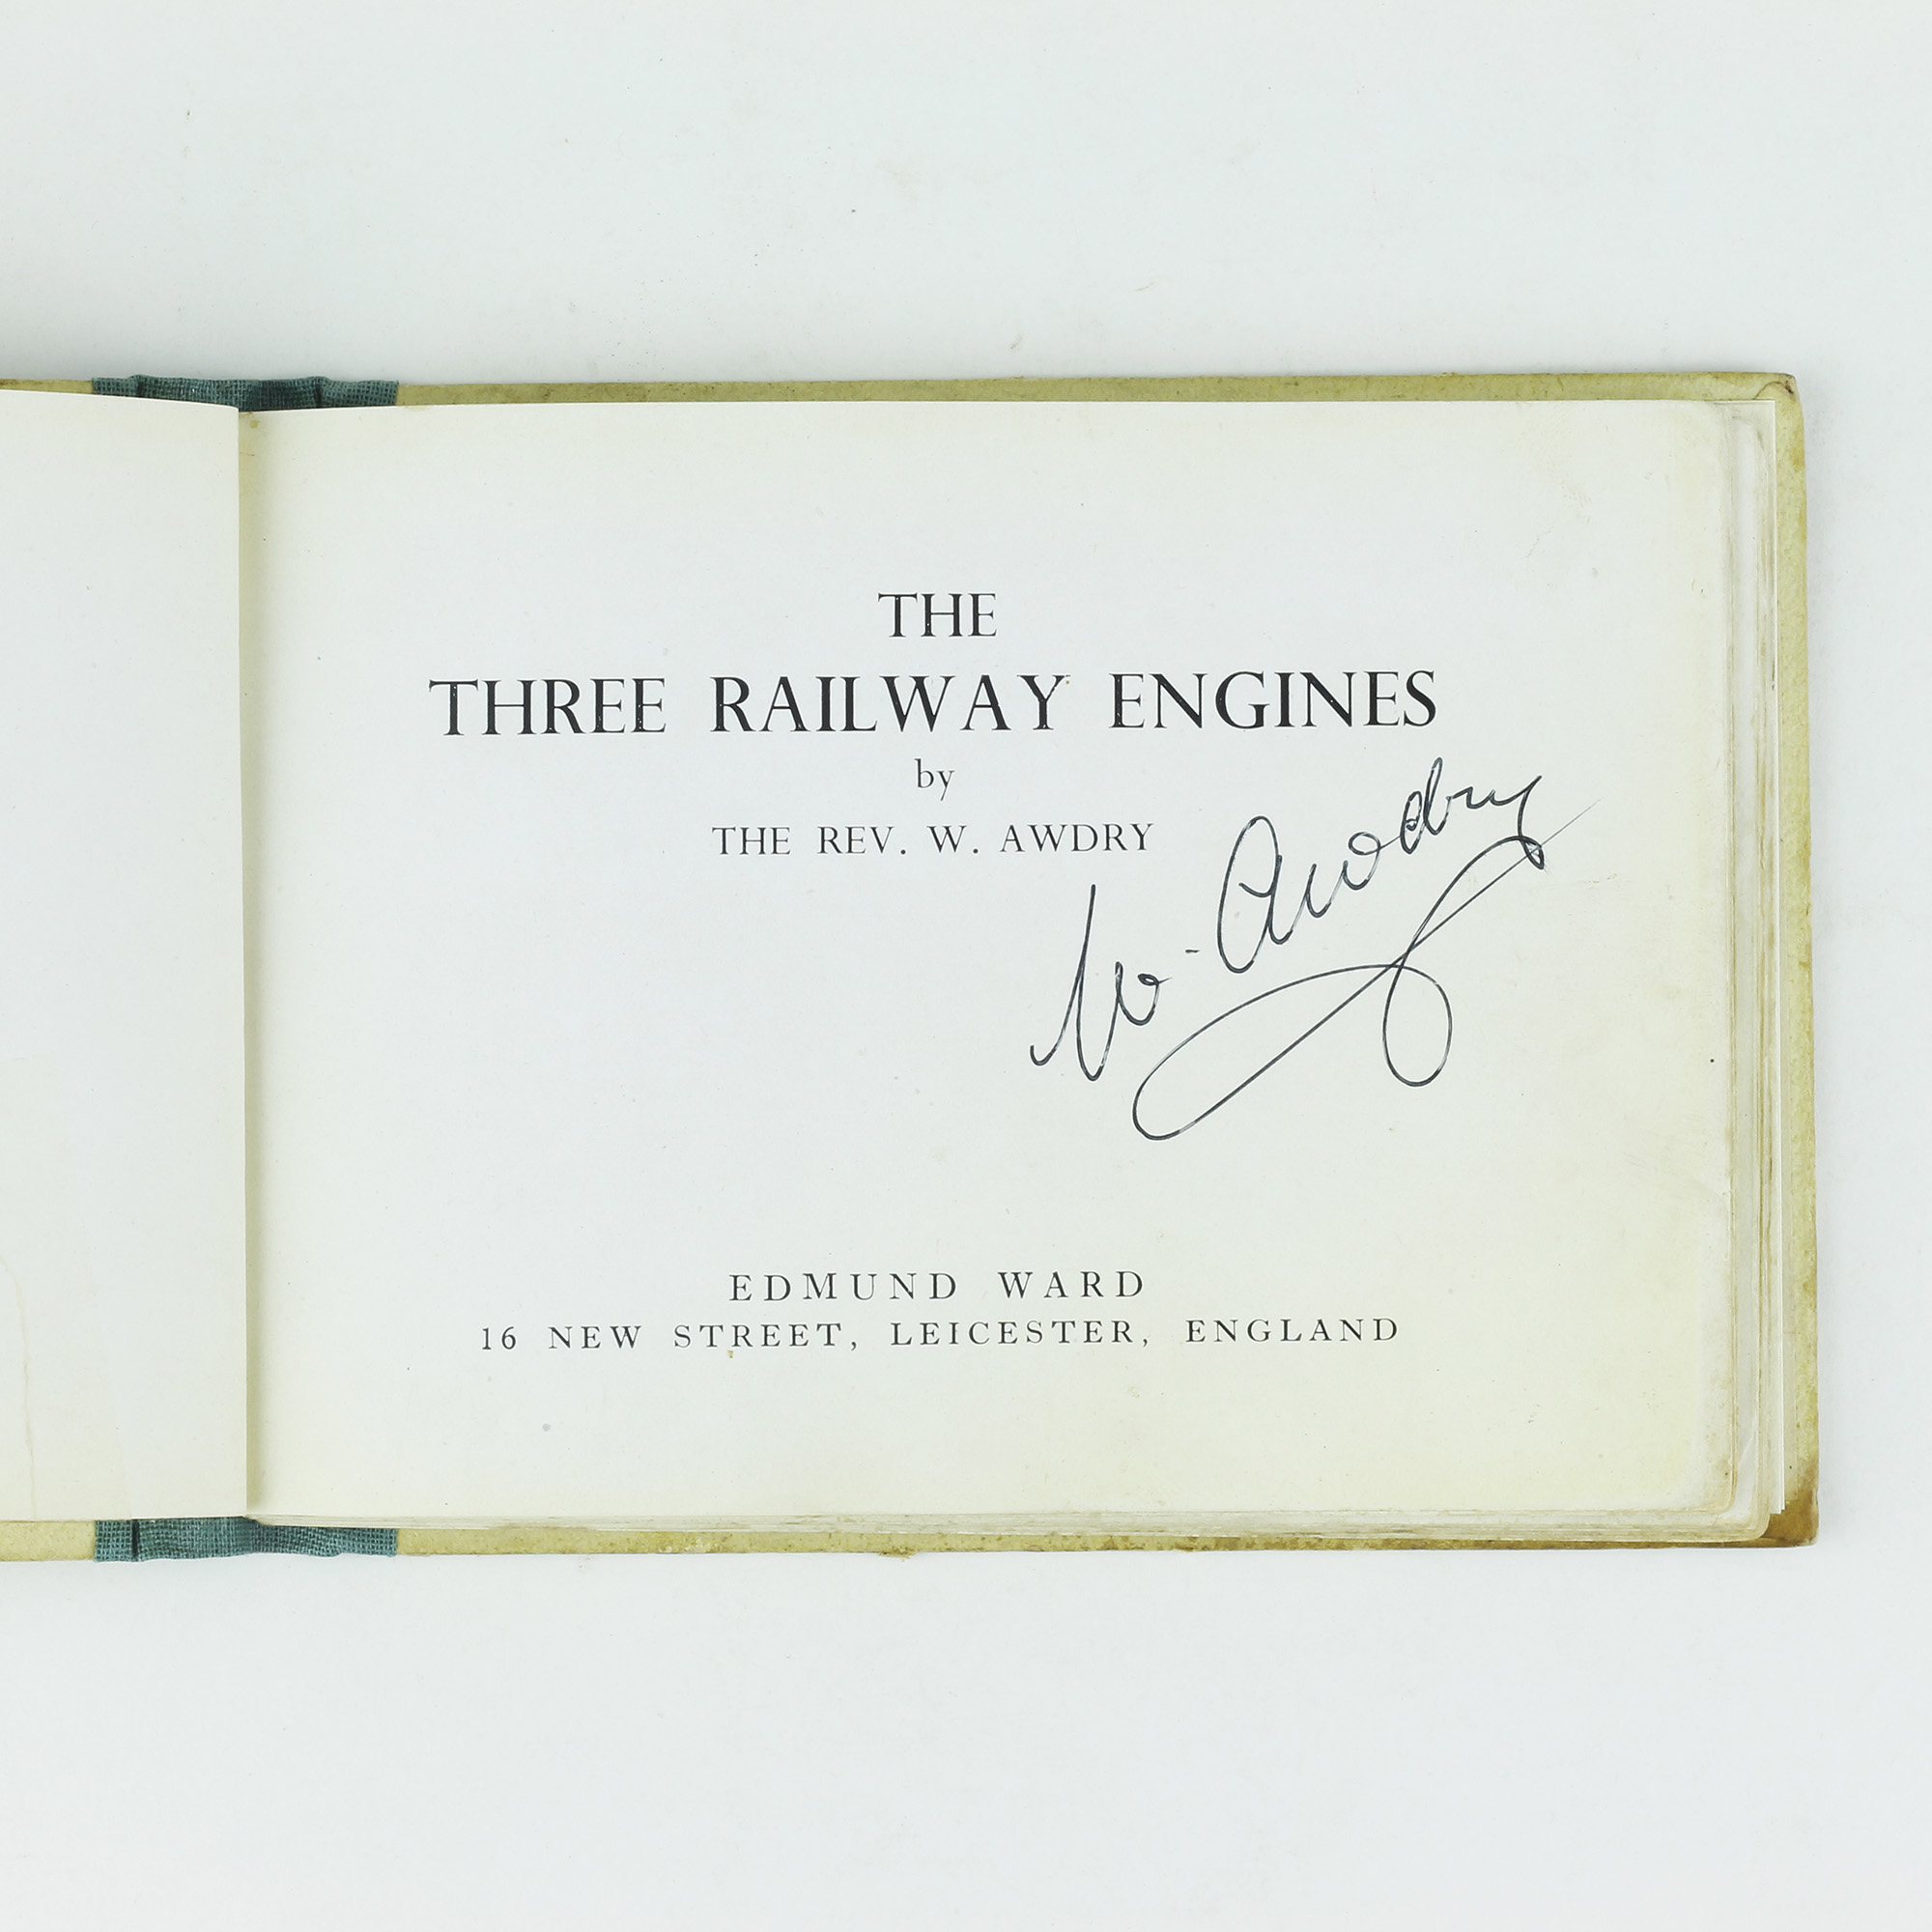 THE
THREE RAILWAY ENGINES
by
THE REV. W. AWDRY
W. Awdry
EDMUND WARD
16 NEW STREET, LEICESTER, ENGLAND